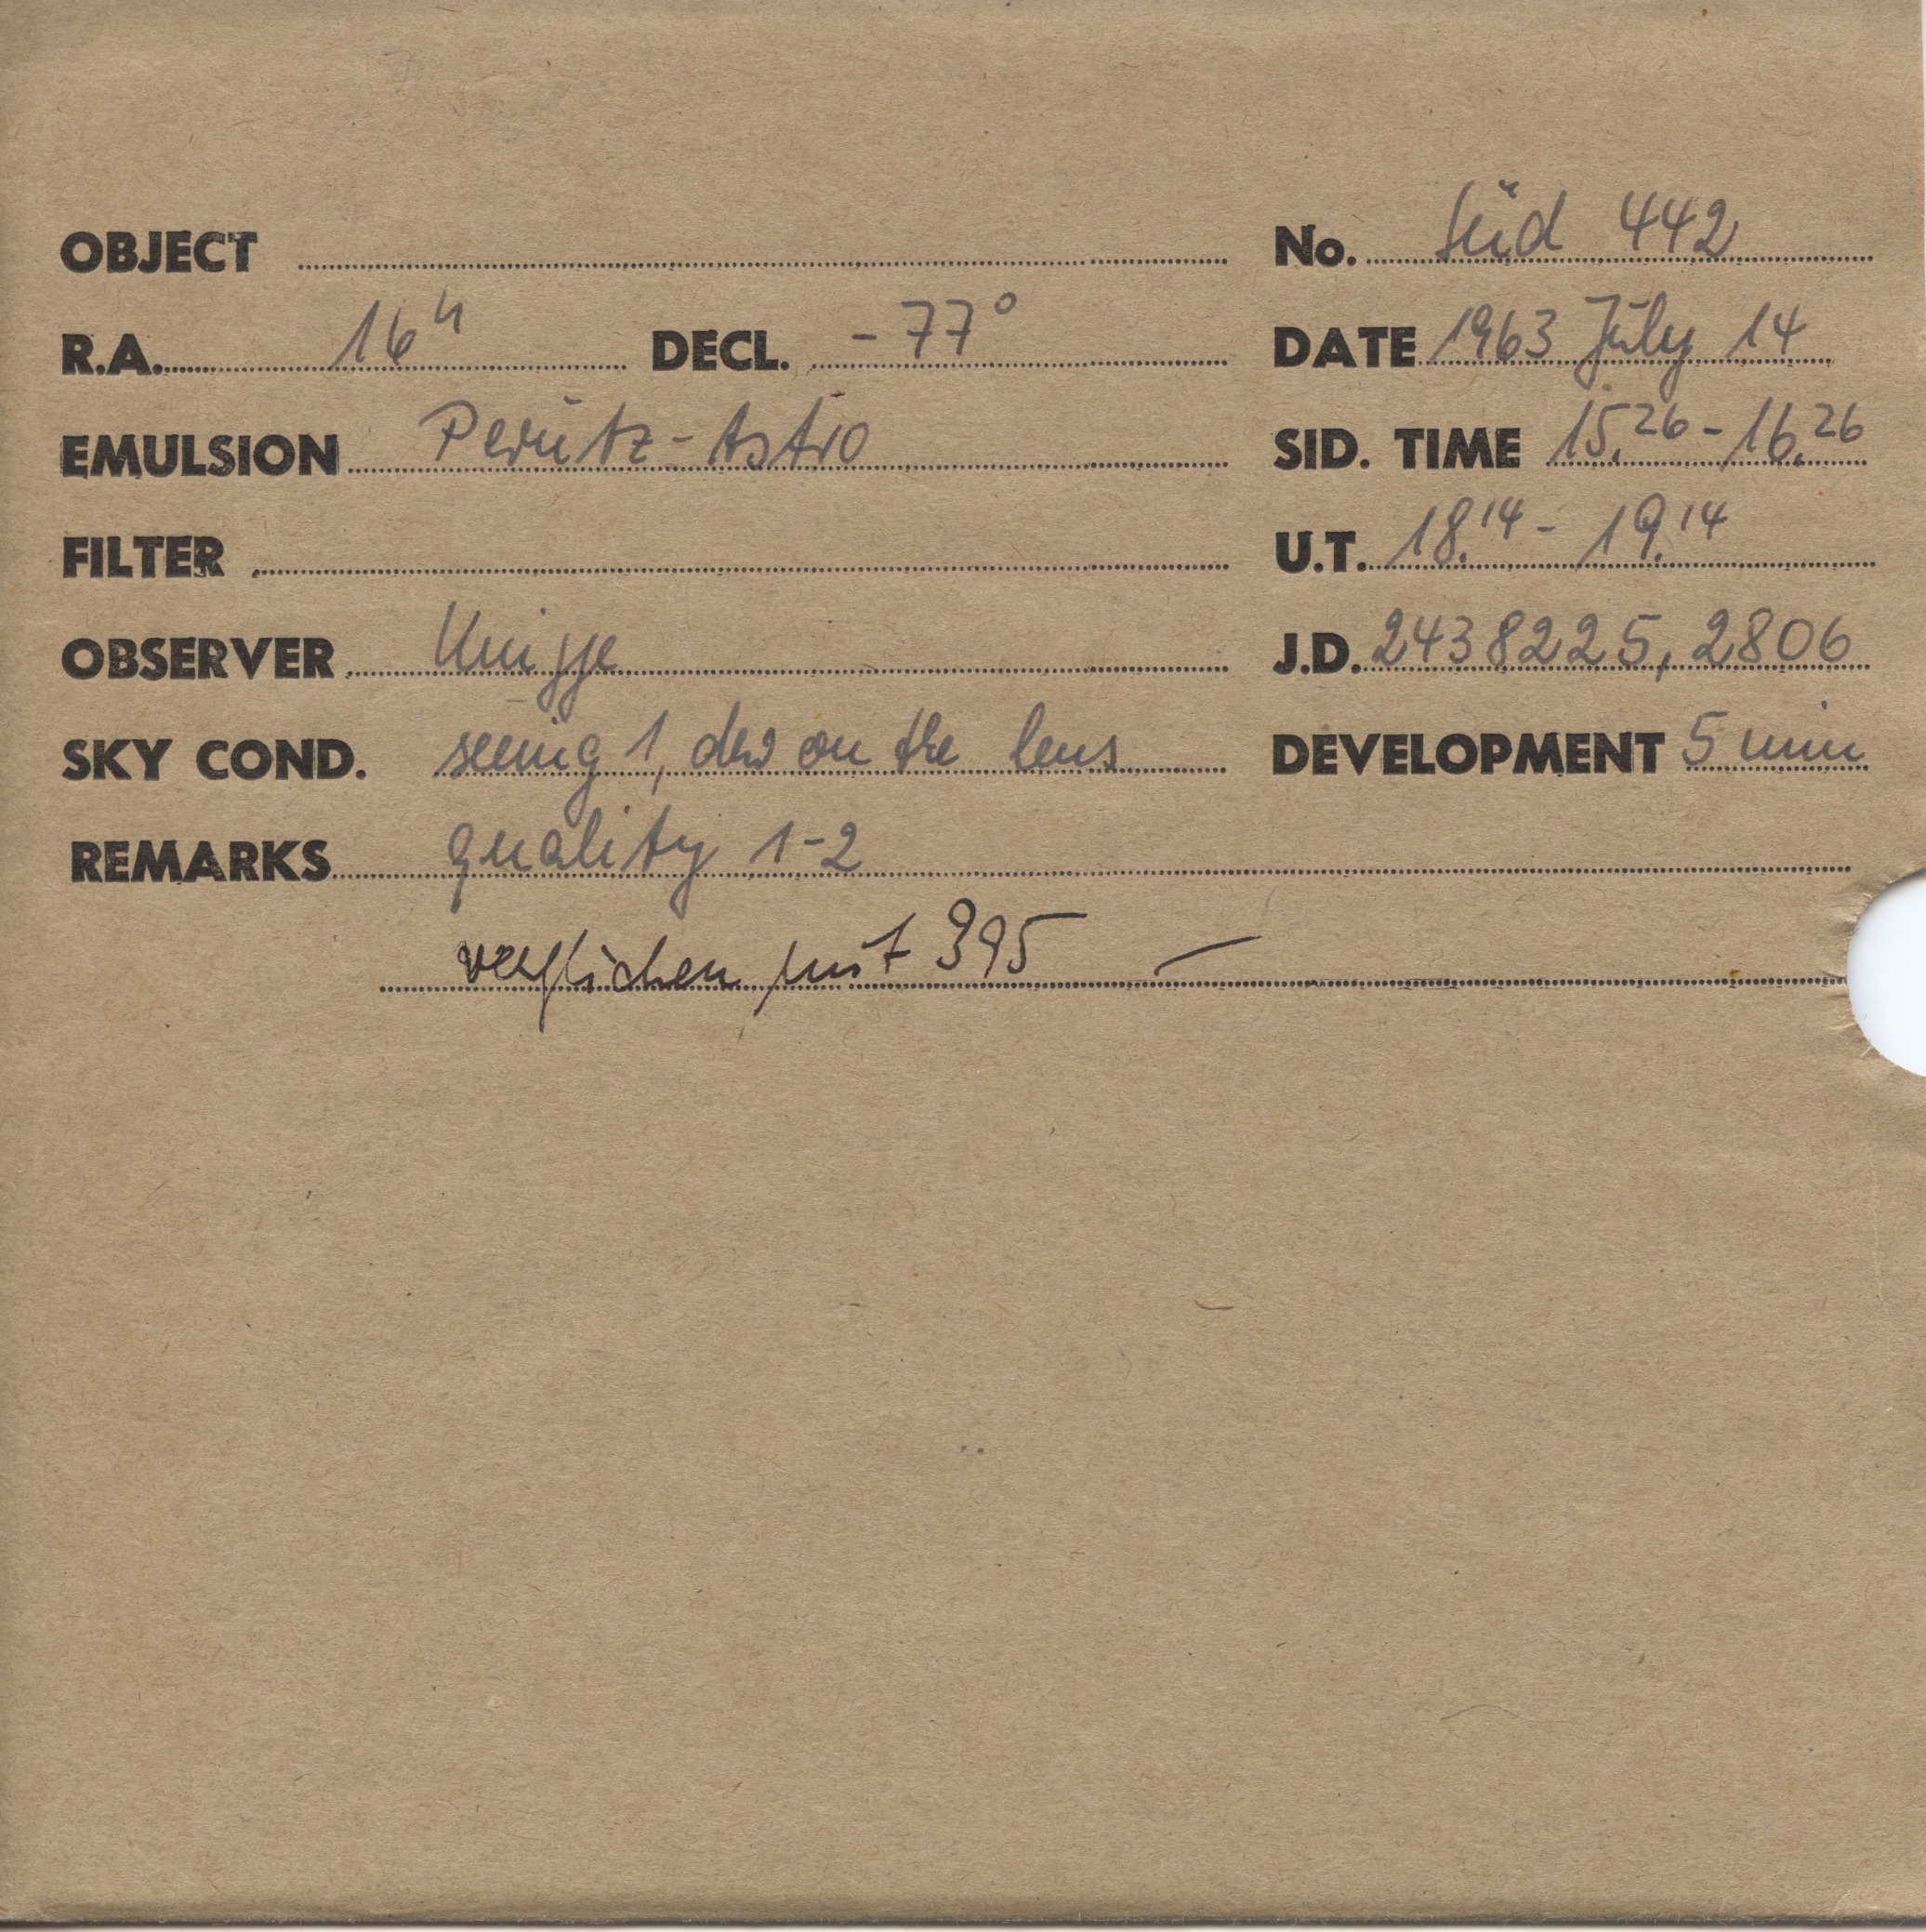 OBJECT No. Süd 442
R.A. 16h DECL. -77° DATE 1963 July 14
EMULSION Perutz-Astro SID. TIME 15.26 - 16.26
FILTER U.T. 18.14 - 19.14
OBSERVER Knigge J.D. 2438225,2806
SKY COND. seeing 1, dew on the lens DEVELOPMENT 5 min
REMARKS quality 1-2
verglichen mit 395 —